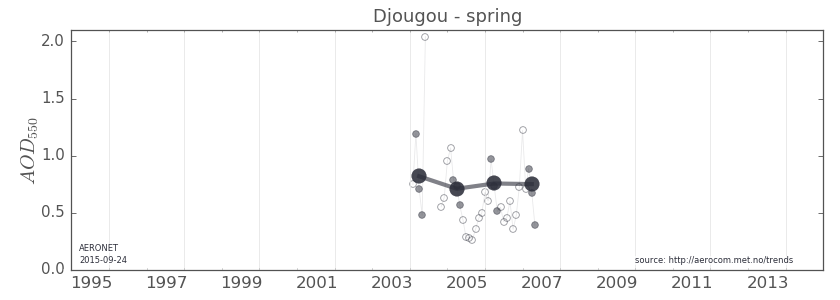 Djougou - spring
2.0
1.5
1.0
0.5
0.0
AOD550
AERONET
2015-09-24
source: http://aerocom.met.no/trends
1995 1997 1999 2001 2003 2005 2007 2009 2011 2013